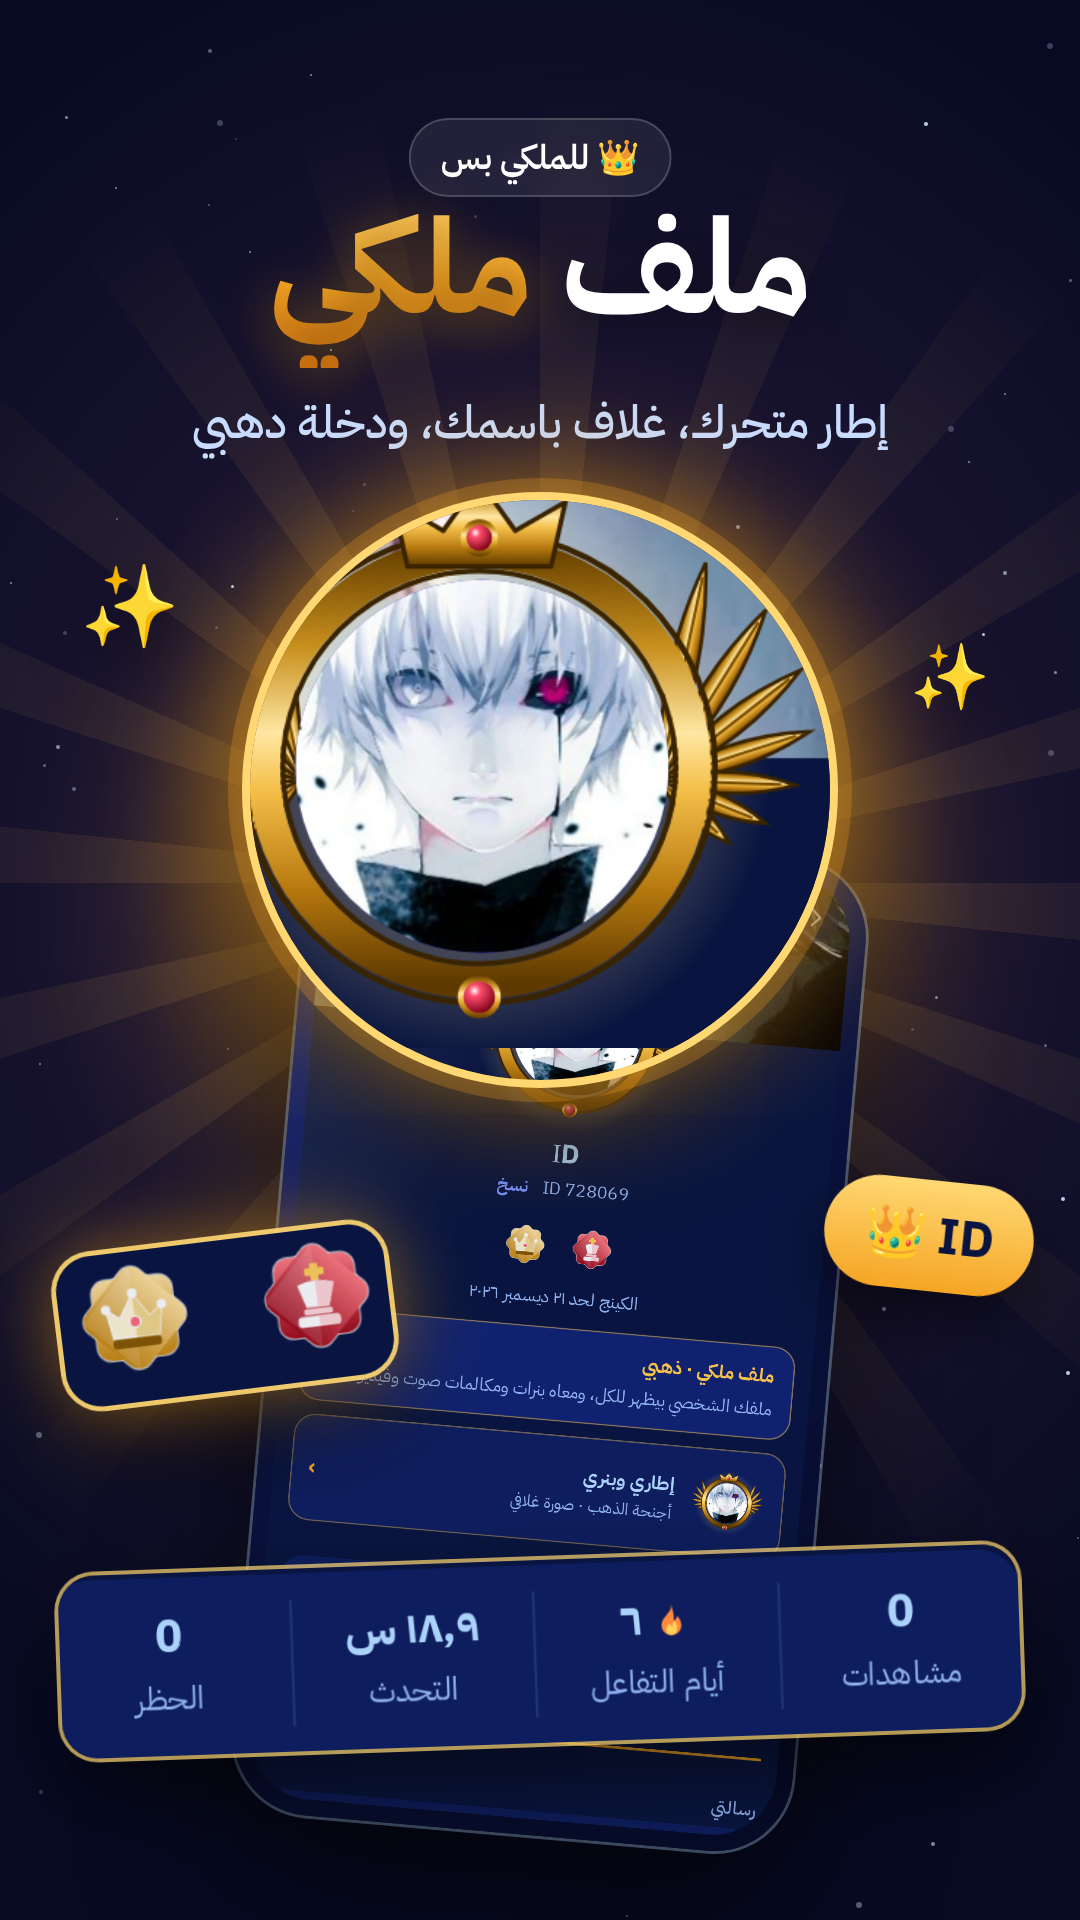 للملكي بس 👑
ملف ملكي
إطار متحرك، غلاف باسمك، ودخلة دهبي
ID
ID 728069 نسخ
الكينج لحد ٢١ ديسمبر ٢٠٢٦
👑 ID
ملف ملكي · ذهبي
ملفك الشخصي بيظهر للكل، ومعاه بنرات ومكالمات صوت وفيديو
إطاري وبنري
أجنحة الذهب · صورة غلافي
0
مشاهدات
🔥 ٦
أيام التفاعل
١٨,٩ س
التحدث
0
الحظر
رسالتي